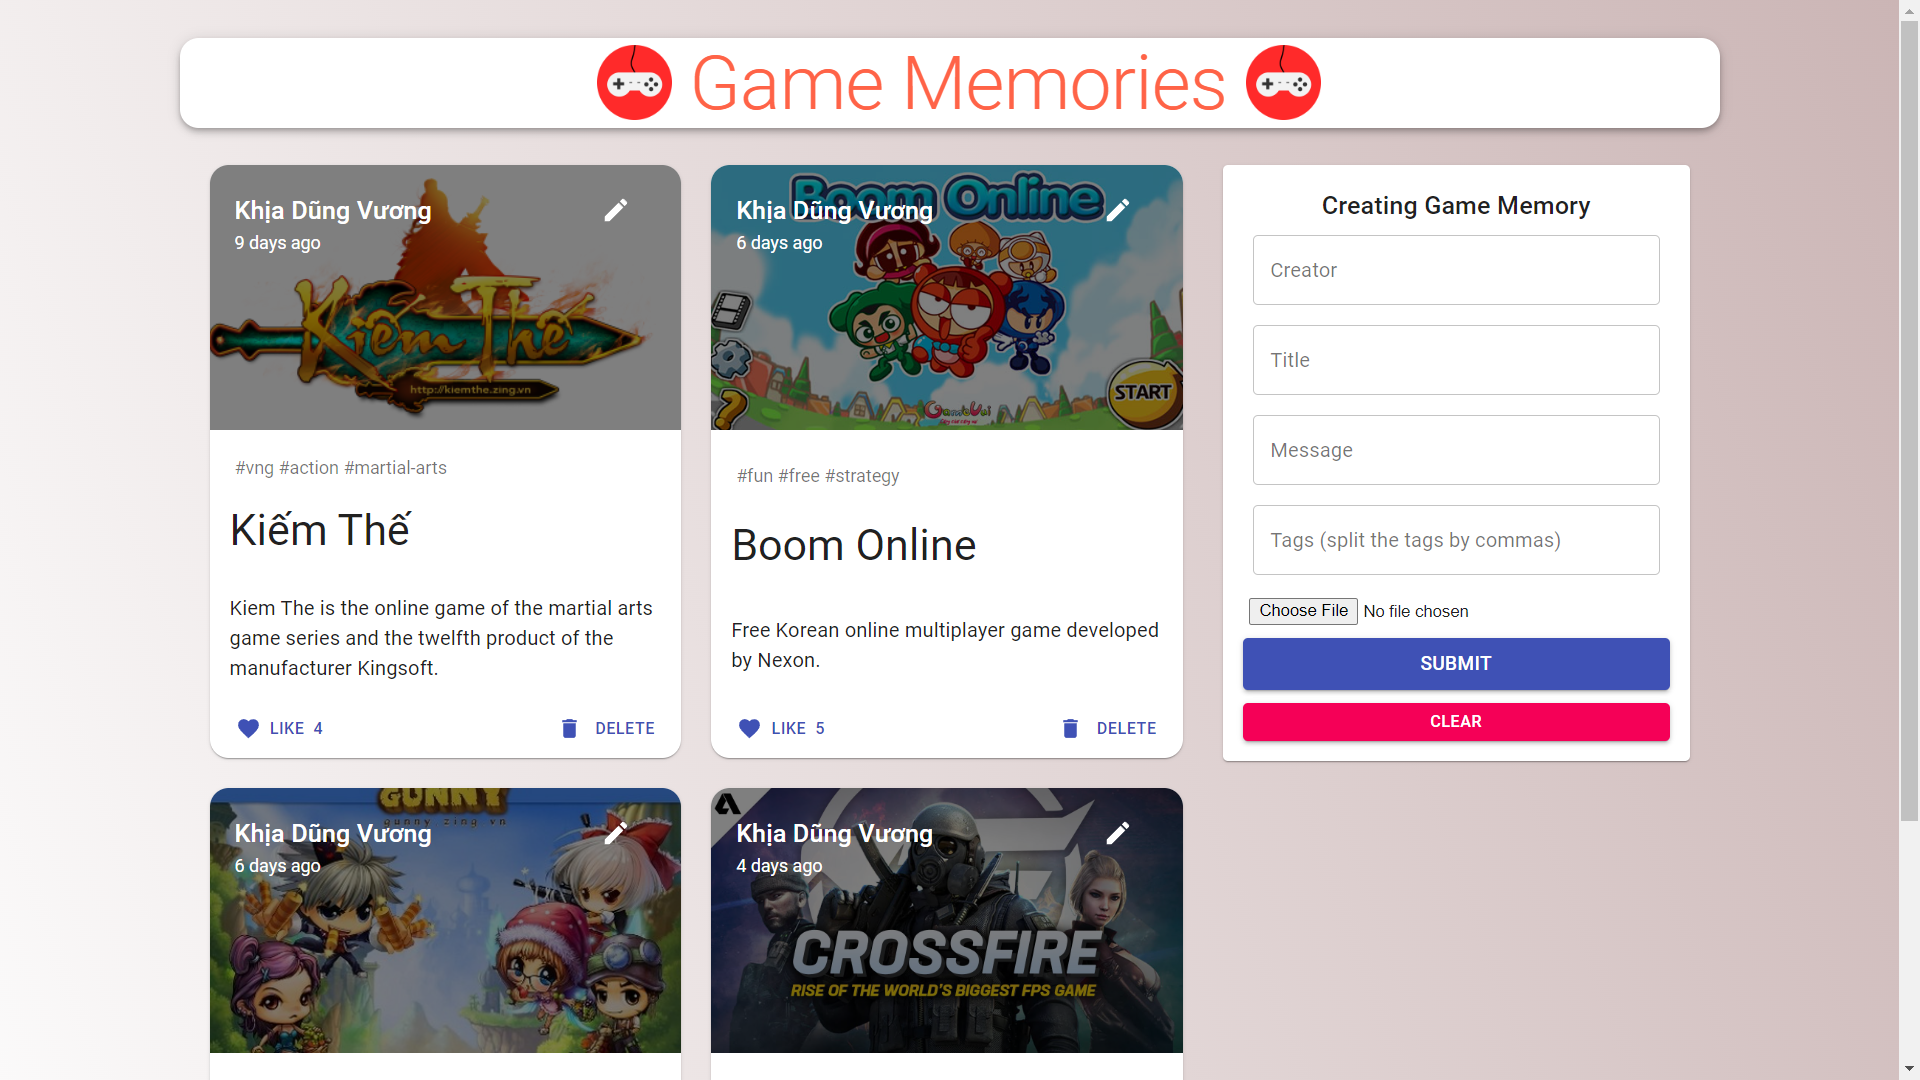 Game Memories
Khịa Dũng Vương
9 days ago
Kiếm Thế
http://kiemthe.zing.vn
#vng #action #martial-arts
Kiếm Thế
Kiem The is the online game of the martial arts
game series and the twelfth product of the
manufacturer Kingsoft.
LIKE 4
DELETE
Boom Online
Khịa Dũng Vương
6 days ago
START
GameVui
#fun #free #strategy
Boom Online
Free Korean online multiplayer game developed
by Nexon.
LIKE 5
DELETE
Creating Game Memory
Creator
Title
Message
Tags (split the tags by commas)
Choose File No file chosen
SUBMIT
CLEAR
GUNNY
gunny.zing.vn
Khịa Dũng Vương
6 days ago
Khịa Dũng Vương
4 days ago
CROSSFIRE
RISE OF THE WORLD'S BIGGEST FPS GAME